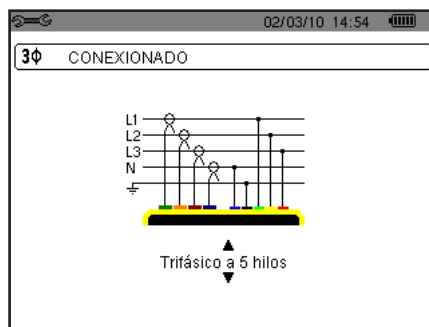 02/03/10 14:54
3Φ CONEXIONADO
L1
L2
L3
N
Trifásico a 5 hilos